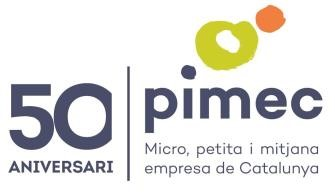 50
ANIVERSARI
pimec
Micro, petita i mitjana
empresa de Catalunya